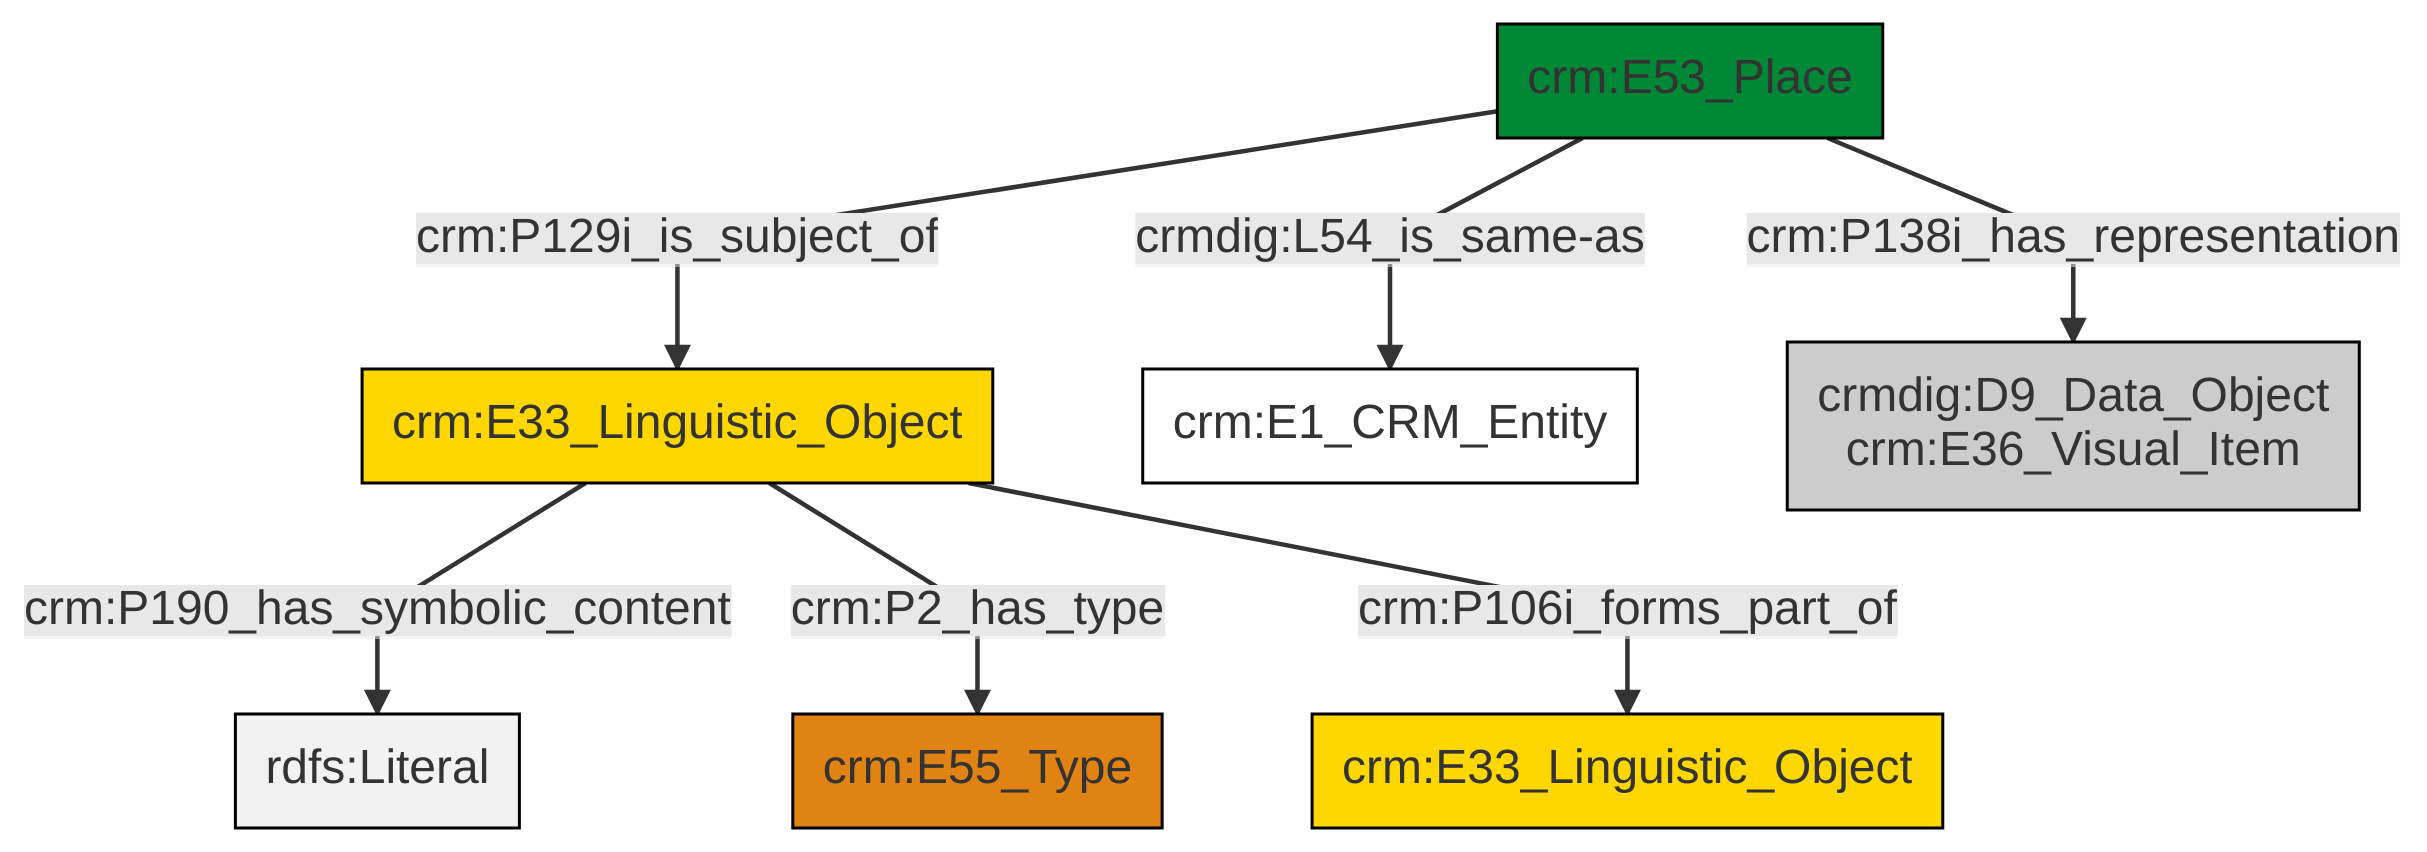 crm:E53_Place
crm:P129i_is_subject_of
crmdig:L54_is_same-as
crm:P138i_has_representation
crm:E33_Linguistic_Object
crm:E1_CRM_Entity
crmdig:D9_Data_Object
crm:E36_Visual_Item
crm:P190_has_symbolic_content
crm:P2_has_type
crm:P106i_forms_part_of
rdfs:Literal
crm:E55_Type
crm:E33_Linguistic_Object